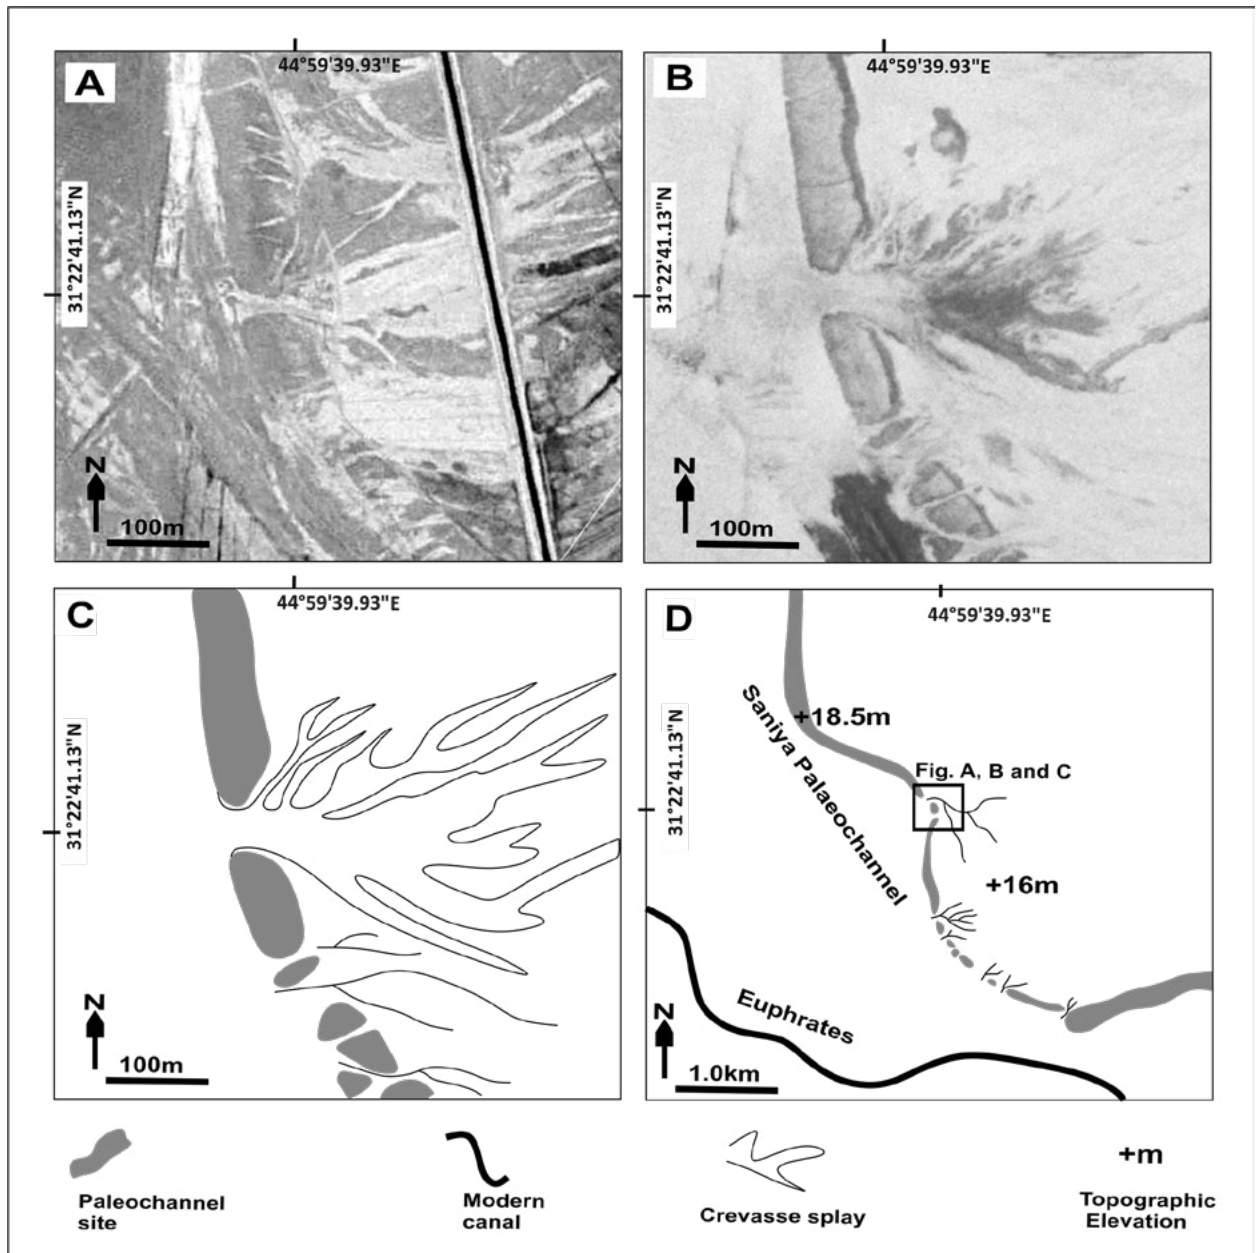 A
44°59'39.93"E
31°22'41.13"N
N
100m
B
44°59'39.93"E
31°22'41.13"N
N
100m
C
44°59'39.93"E
31°22'41.13"N
N
100m
D
44°59'39.93"E
31°22'41.13"N
Saniya Palaeochannel
+18.5m
Fig. A, B and C
+16m
Euphrates
N
1.0km
Paleochannel
site
Modern
canal
Crevasse splay
+m
Topographic
Elevation